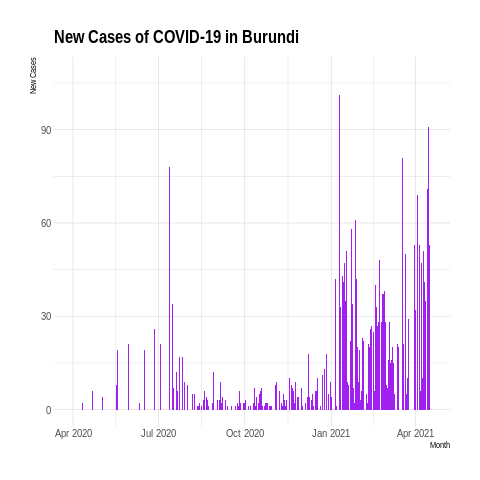 New Cases of COVID-19 in Burundi
New Cases
90
60
30
0
Apr 2020 Jul 2020 Oct 2020 Jan 2021 Apr 2021
Month